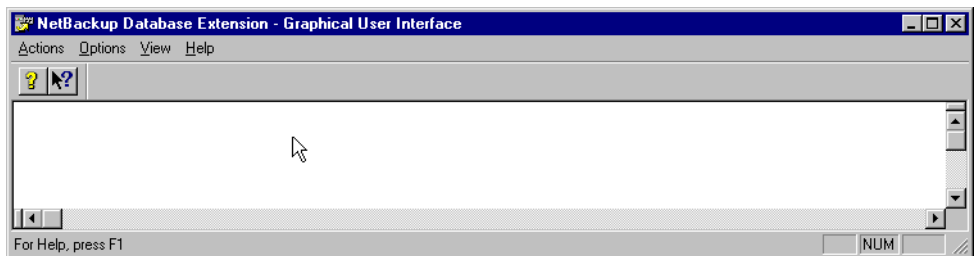 NetBackup Database Extension - Graphical User Interface
Actions Options View Help
? ?
For Help, press F1 NUM